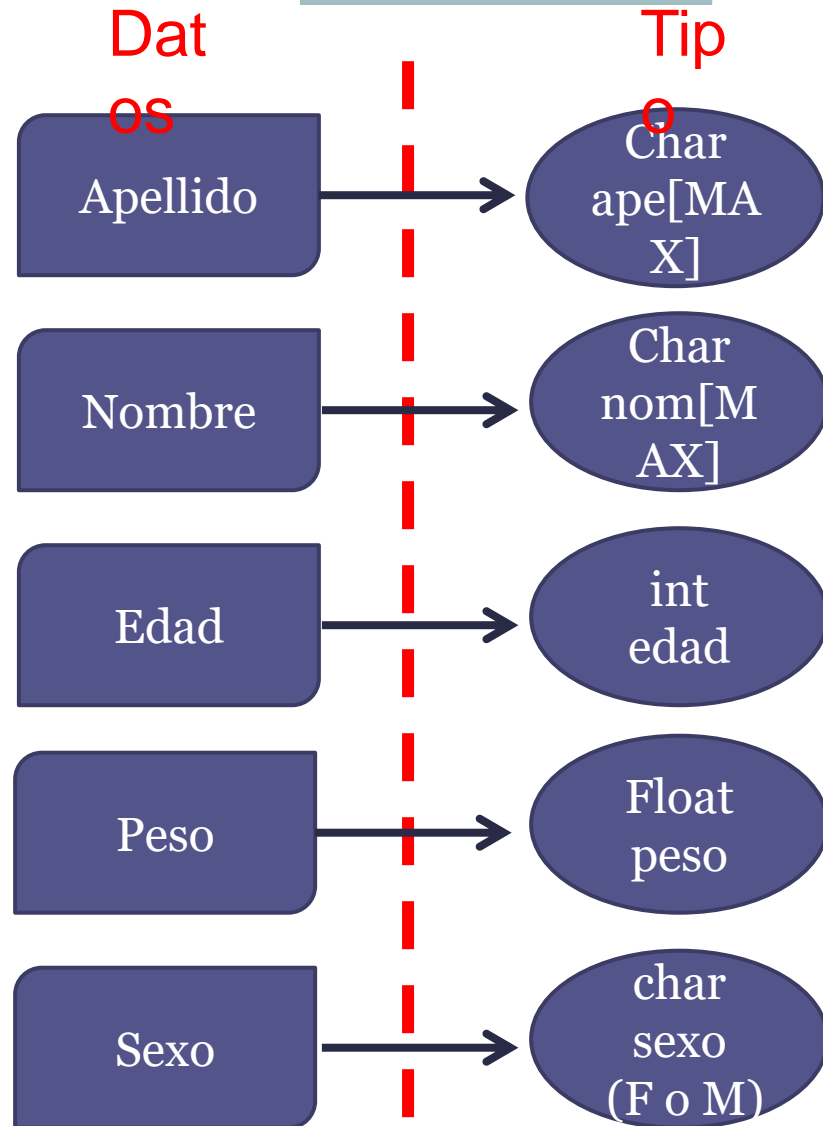 Dat
os
Tip
o
Apellido
Char
ape[MA
X]
Nombre
Char
nom[M
AX]
Edad
int
edad
Peso
Float
peso
Sexo
char
sexo
(F o M)